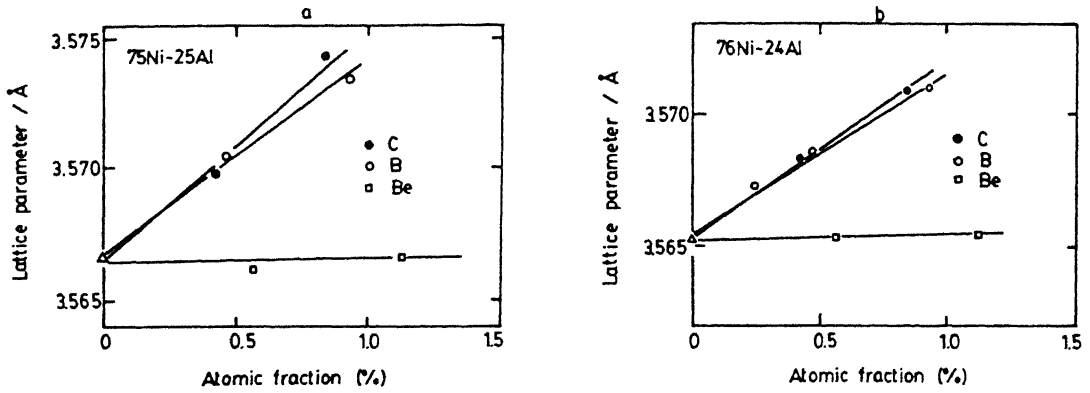 a
75Ni-25Al
3.575
3.570
3.565
Lattice parameter / Å
C
B
Be
0
0.5
1.0
1.5
Atomic fraction (%)
b
76Ni-24Al
3.570
3.565
Lattice parameter / Å
C
B
Be
0
0.5
1.0
1.5
Atomic fraction (%)